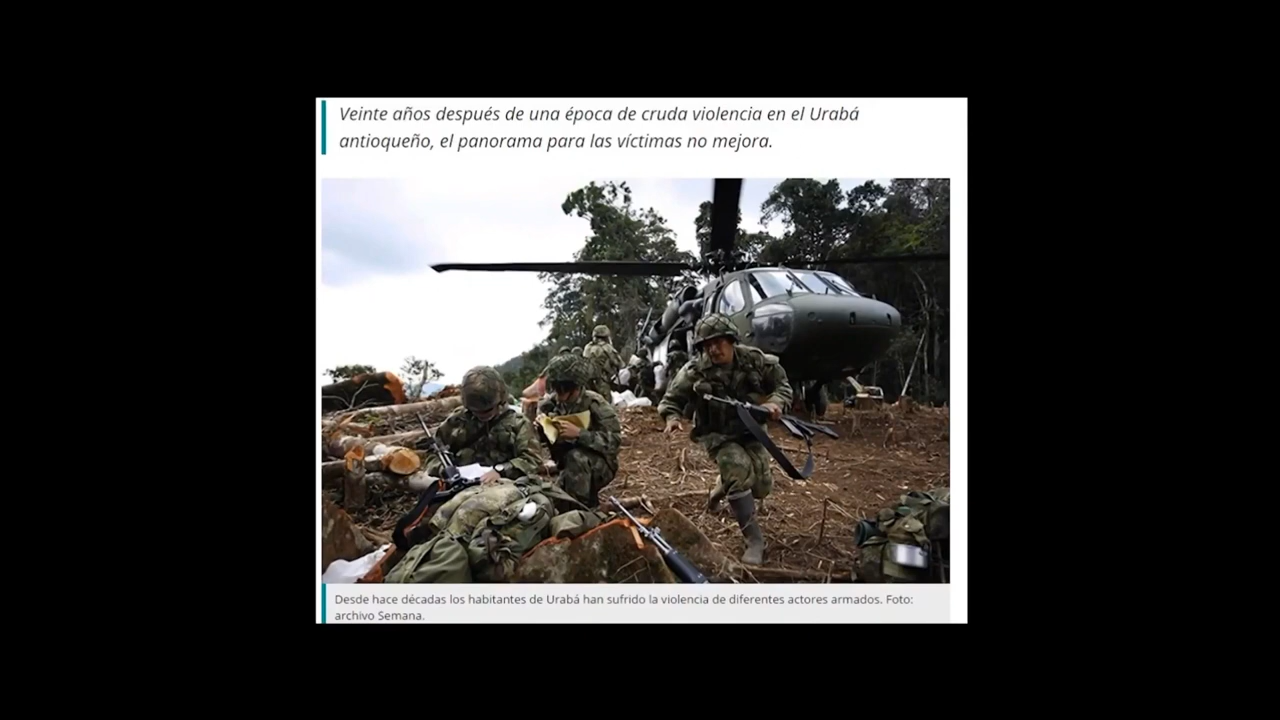 Veinte años después de una época de cruda violencia en el Urabá
antioqueño, el panorama para las víctimas no mejora.
Desde hace décadas los habitantes de Urabá han sufrido la violencia de diferentes actores armados. Foto:
archivo Semana.